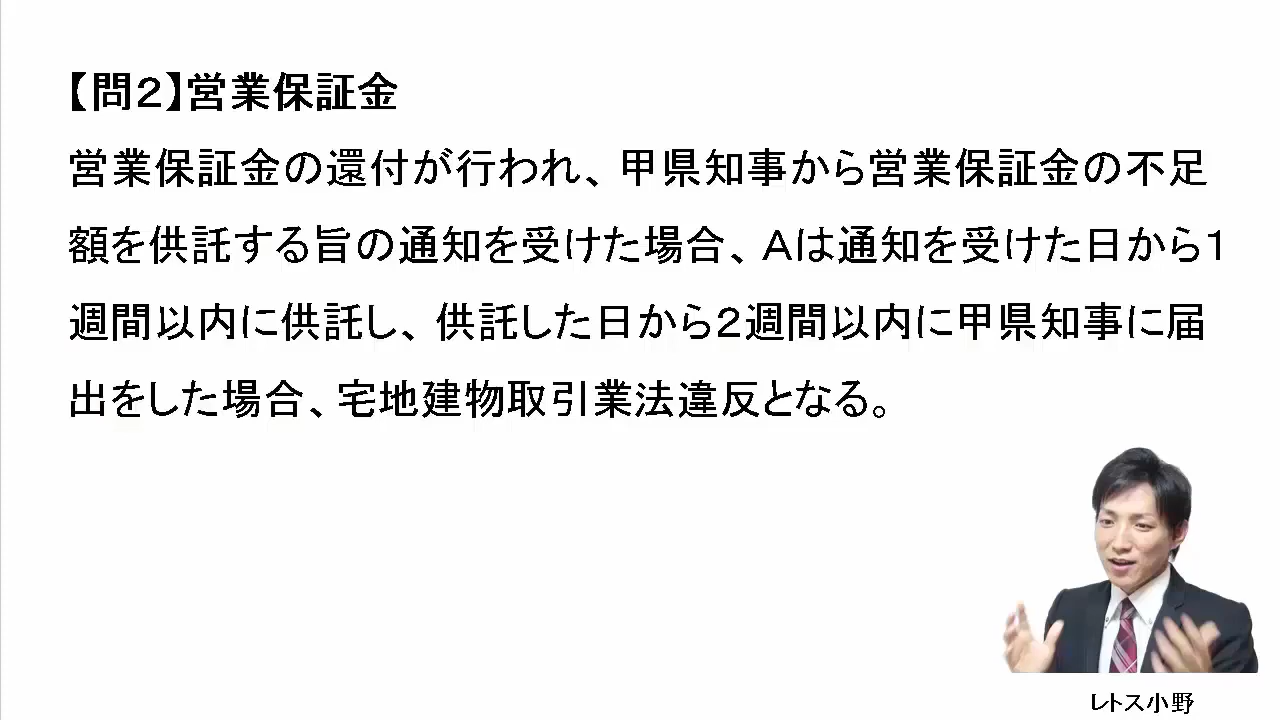 【問２】営業保証金
営業保証金の還付が行われ、甲県知事から営業保証金の不足
額を供託する旨の通知を受けた場合、Ａは通知を受けた日から１
週間以内に供託し、供託した日から２週間以内に甲県知事に届
出をした場合、宅地建物取引業法違反となる。
レトス小野